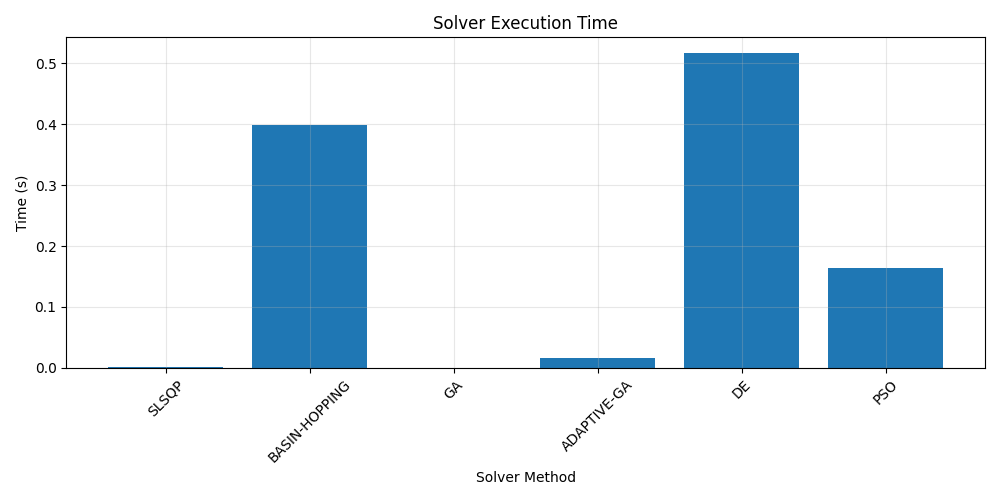 Solver Execution Time
Time (s)
0.5
0.4
0.3
0.2
0.1
0.0
SLSQP
BASIN-HOPPING
GA
ADAPTIVE-GA
DE
PSO
Solver Method